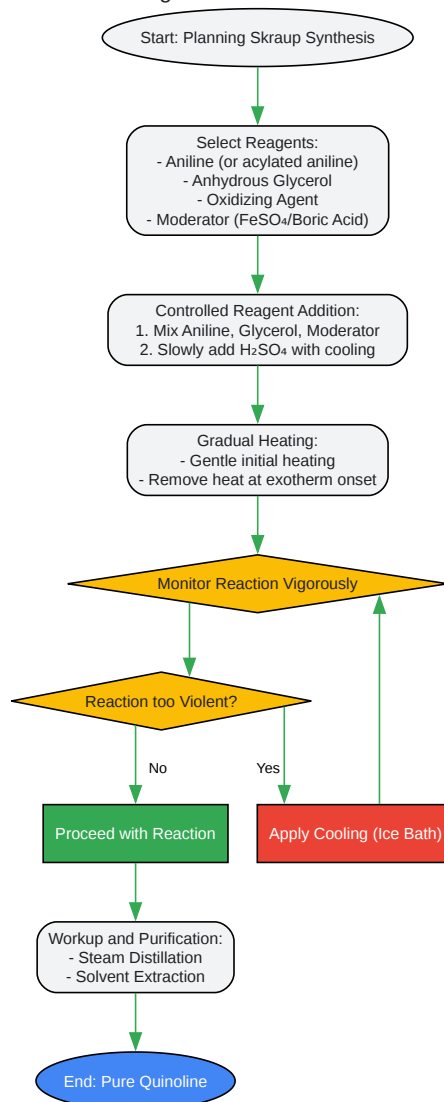 Start: Planning Skraup Synthesis
Select Reagents:
- Aniline (or acylated aniline)
- Anhydrous Glycerol
- Oxidizing Agent
- Moderator (FeSO₄/Boric Acid)
Controlled Reagent Addition:
1. Mix Aniline, Glycerol, Moderator
2. Slowly add H₂SO₄ with cooling
Gradual Heating:
- Gentle initial heating
- Remove heat at exotherm onset
Monitor Reaction Vigorously
Reaction too Violent?
No
Yes
Proceed with Reaction
Apply Cooling (Ice Bath)
Workup and Purification:
- Steam Distillation
- Solvent Extraction
End: Pure Quinoline